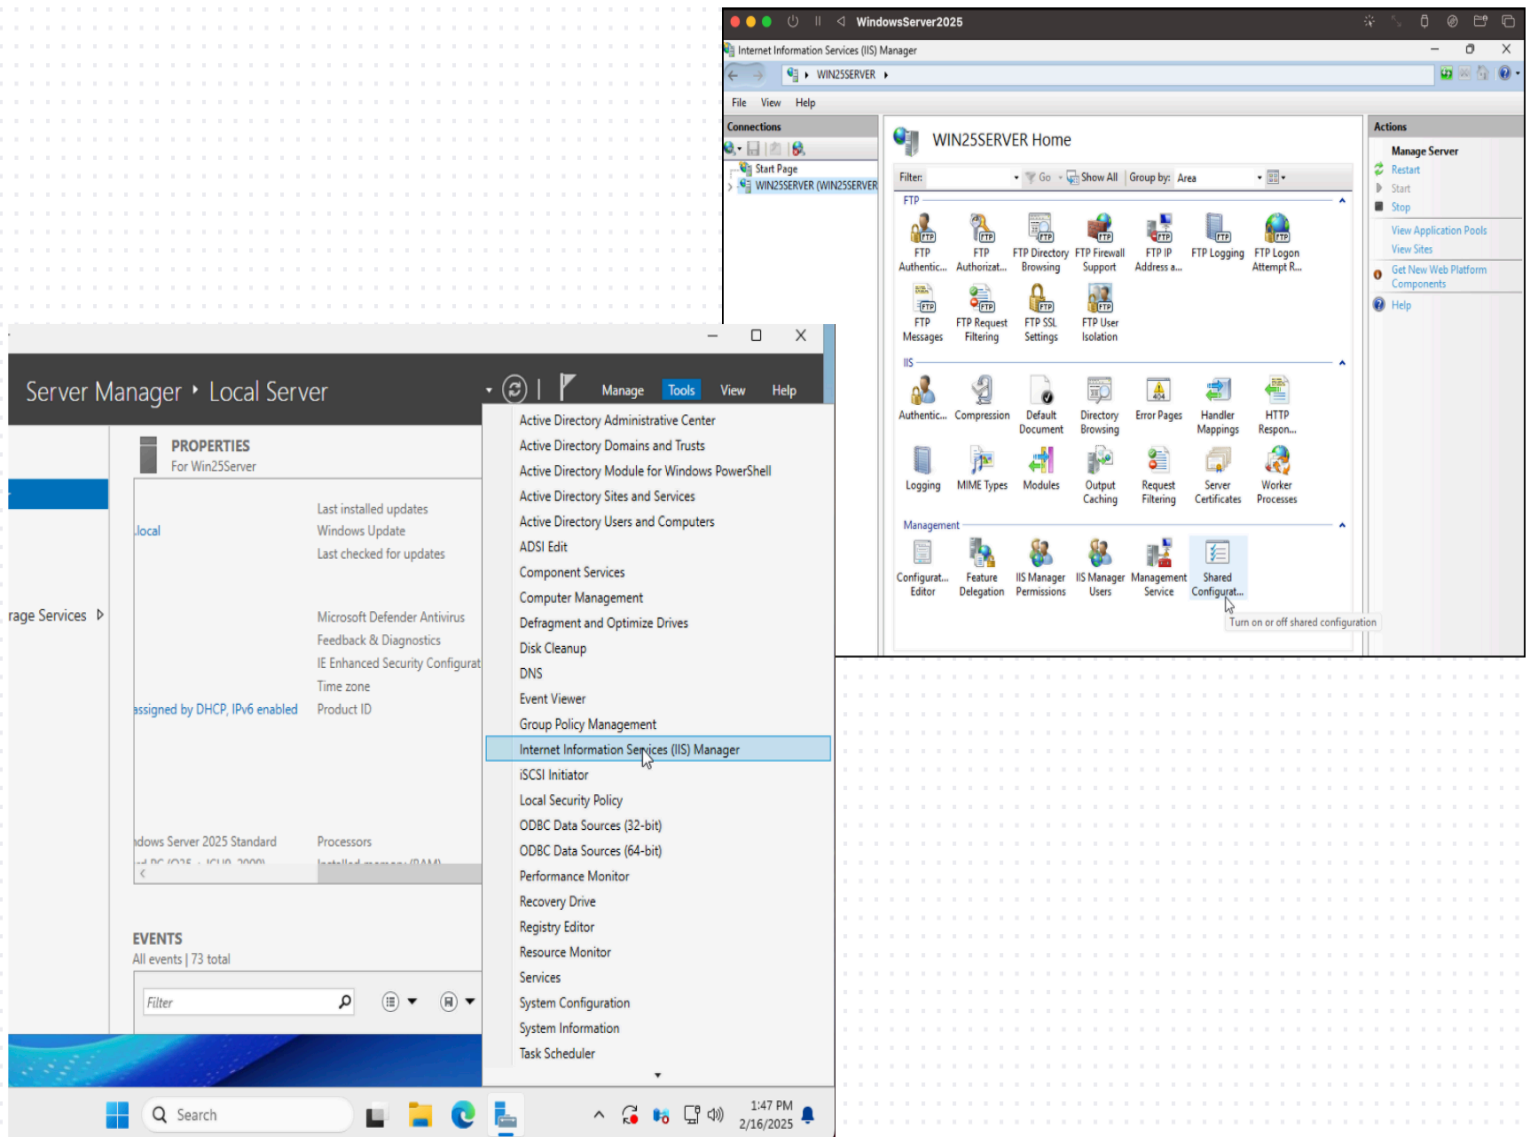 WindowsServer2025
Internet Information Services (IIS) Manager
WIN25SERVER
File View Help
Connections
Start Page
WIN25SERVER (WIN25SERVER
WIN25SERVER Home
Filter: Go Show All Group by: Area
FTP
FTP Authentic...
FTP Authorizat...
FTP Directory Browsing
FTP Firewall Support
FTP IP Address a...
FTP Logging
FTP Logon Attempt R...
FTP Messages
FTP Request Filtering
FTP SSL Settings
FTP User Isolation
IIS
Authentic...
Compression
Default Document
Directory Browsing
Error Pages
Handler Mappings
HTTP Respon...
Logging
MIME Types
Modules
Output Caching
Request Filtering
Server Certificates
Worker Processes
Management
Configurat... Editor
Feature Delegation
IIS Manager Permissions
IIS Manager Users
Management Service
Shared Configurat...
Turn on or off shared configuration
Actions
Manage Server
Restart
Start
Stop
View Application Pools
View Sites
Get New Web Platform
Components
Help
Server Manager Local Server
Manage Tools View Help
PROPERTIES
For Win25Server
Last installed updates
.local Windows Update
Last checked for updates
rage Services
Microsoft Defender Antivirus
Feedback & Diagnostics
IE Enhanced Security Configurat
Time zone
assigned by DHCP, IPv6 enabled Product ID
ndows Server 2025 Standard Processors
EVENTS
All events | 73 total
Filter
Active Directory Administrative Center
Active Directory Domains and Trusts
Active Directory Module for Windows PowerShell
Active Directory Sites and Services
Active Directory Users and Computers
ADSI Edit
Component Services
Computer Management
Defragment and Optimize Drives
Disk Cleanup
DNS
Event Viewer
Group Policy Management
Internet Information Services (IIS) Manager
iSCSI Initiator
Local Security Policy
ODBC Data Sources (32-bit)
ODBC Data Sources (64-bit)
Performance Monitor
Recovery Drive
Registry Editor
Resource Monitor
Services
System Configuration
System Information
Task Scheduler
Search
1:47 PM
2/16/2025